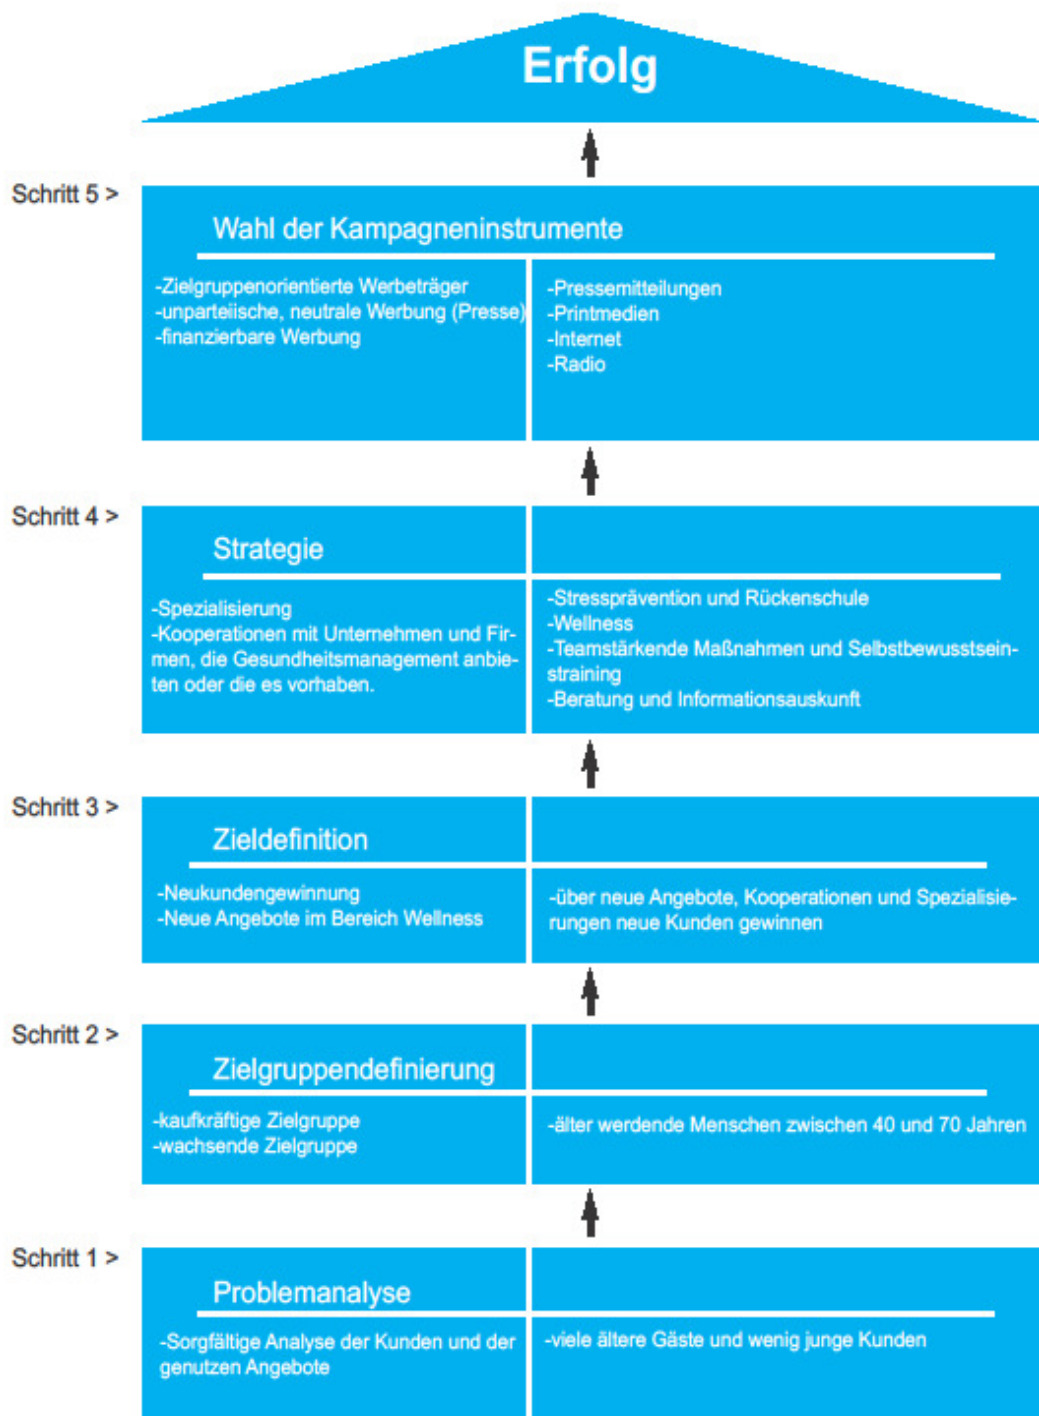 Erfolg
Schritt 5 >
Wahl der Kampagneninstrumente
-Zielgruppenorientierte Werbeträger
-unparteiische, neutrale Werbung (Presse)
-finanzierbare Werbung
-Pressemitteilungen
-Printmedien
-Internet
-Radio
Schritt 4 >
Strategie
-Spezialisierung
-Kooperationen mit Unternehmen und Fir-
men, die Gesundheitsmanagement anbie-
ten oder die es vorhaben.
-Stressprävention und Rückenschule
-Wellness
-Teamstärkende Maßnahmen und Selbstbewusstsein-
straining
-Beratung und Informationsauskunft
Schritt 3 >
Zieldefinition
-Neukundengewinnung
-Neue Angebote im Bereich Wellness
-über neue Angebote, Kooperationen und Spezialisie-
rungen neue Kunden gewinnen
Schritt 2 >
Zielgruppendefinierung
-kaufkräftige Zielgruppe
-wachsende Zielgruppe
-älter werdende Menschen zwischen 40 und 70 Jahren
Schritt 1 >
Problemanalyse
-Sorgfältige Analyse der Kunden und der
genutzen Angebote
-viele ältere Gäste und wenig junge Kunden